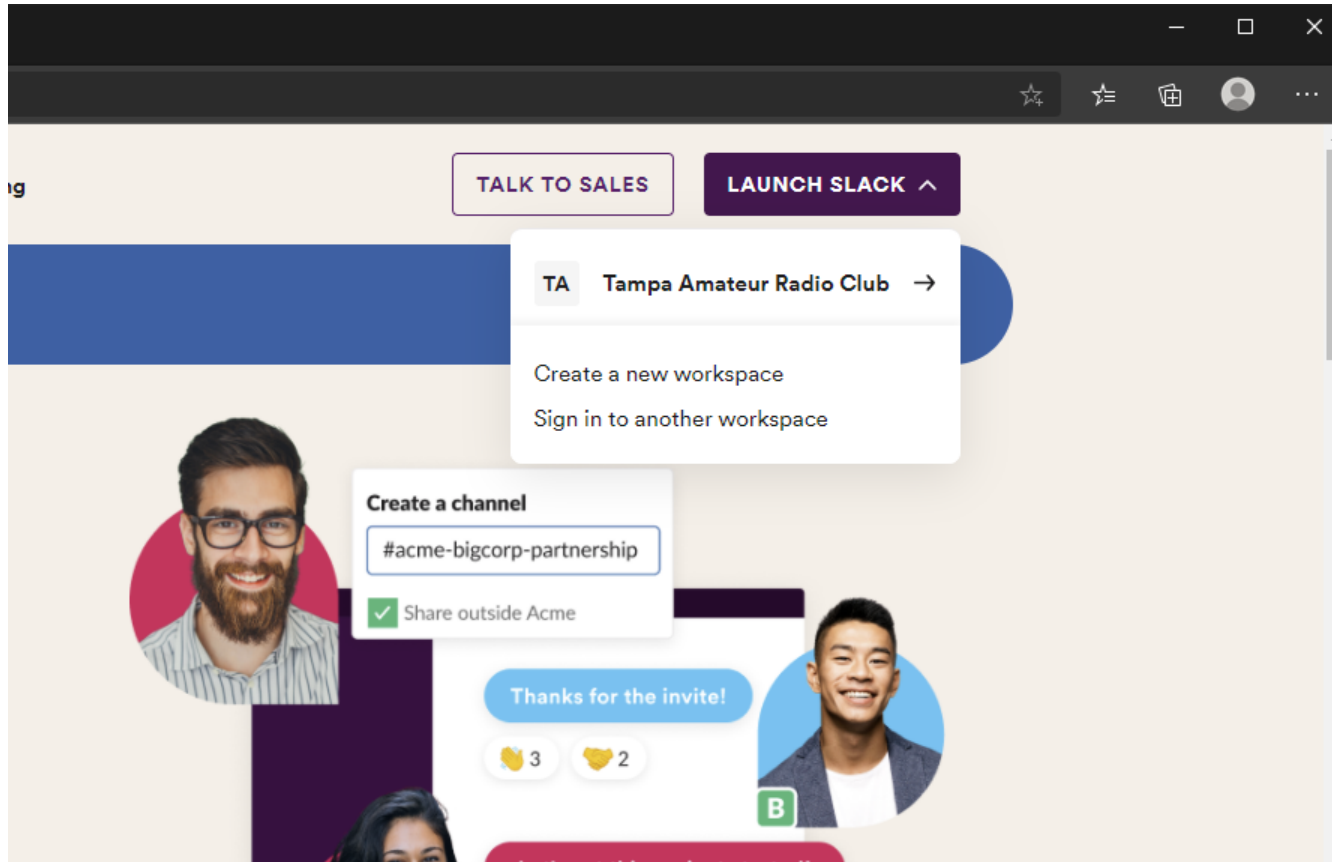 ng
TALK TO SALES
LAUNCH SLACK
TA Tampa Amateur Radio Club
Create a new workspace
Sign in to another workspace
Create a channel
#acme-bigcorp-partnership
Share outside Acme
Thanks for the invite!
3 2
B